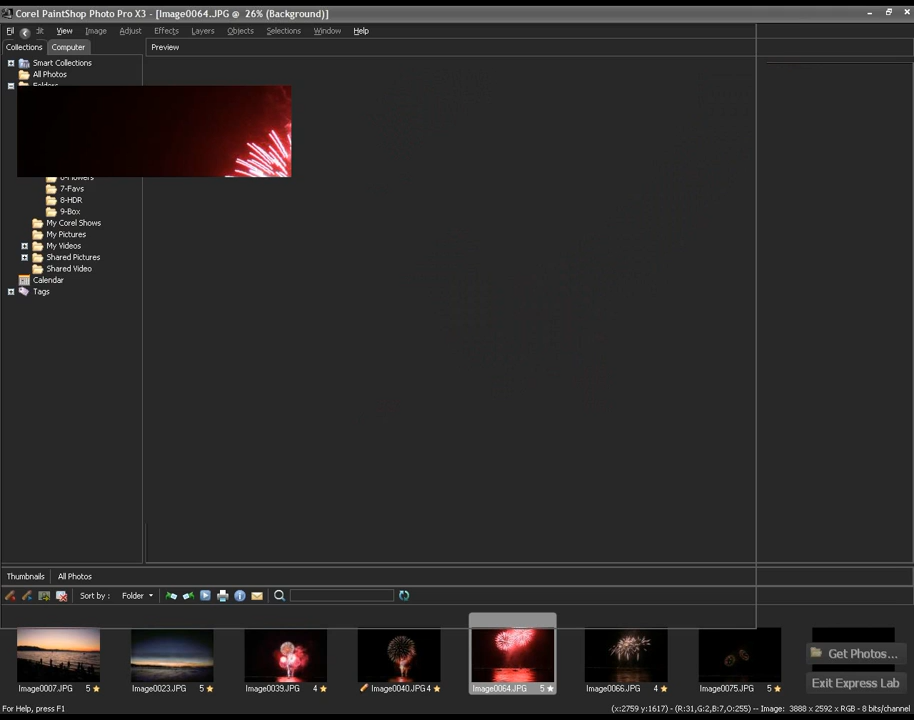 Corel PaintShop Photo Pro X3 - [Image0064.JPG @ 26% (Background)]
View Image Adjust Effects Layers Objects Selections Window Help
Collections Computer Preview
Smart Collections
All Photos
Folders
6-Flowers
7-Favs
8-HDR
9-Box
My Corel Shows
My Pictures
My Videos
Shared Pictures
Shared Video
Calendar
Tags
Thumbnails All Photos
Sort by : Folder
Get Photos...
Exit Express Lab
Image0007.JPG 5 Image0023.JPG 5 Image0039.JPG 4 Image0040.JPG 4 Image0064.JPG 5 Image0066.JPG 4 Image0075.JPG 5
For Help, press F1 (x:2759 y:1617) - (R:31,G:2,B:7,O:255) -- Image: 3888 x 2592 x RGB - 8 bits/channel